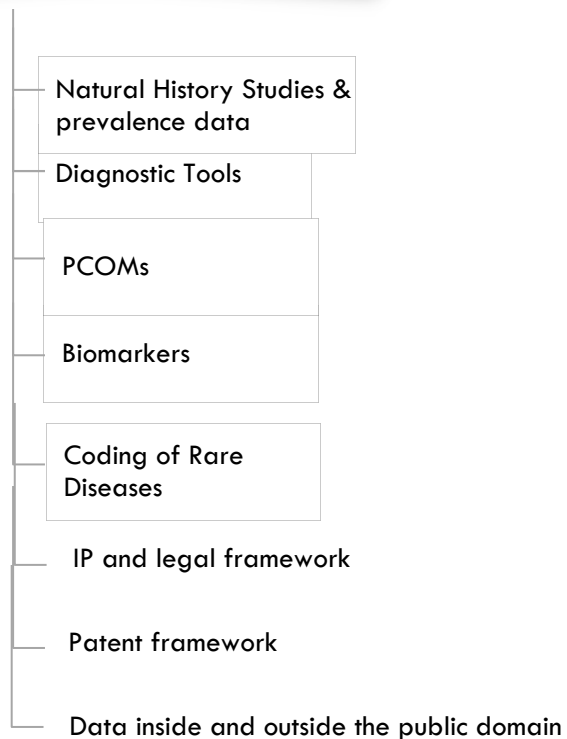 Natural History Studies &
prevalence data
Diagnostic Tools
PCOMs
Biomarkers
Coding of Rare
Diseases
IP and legal framework
Patent framework
Data inside and outside the public domain